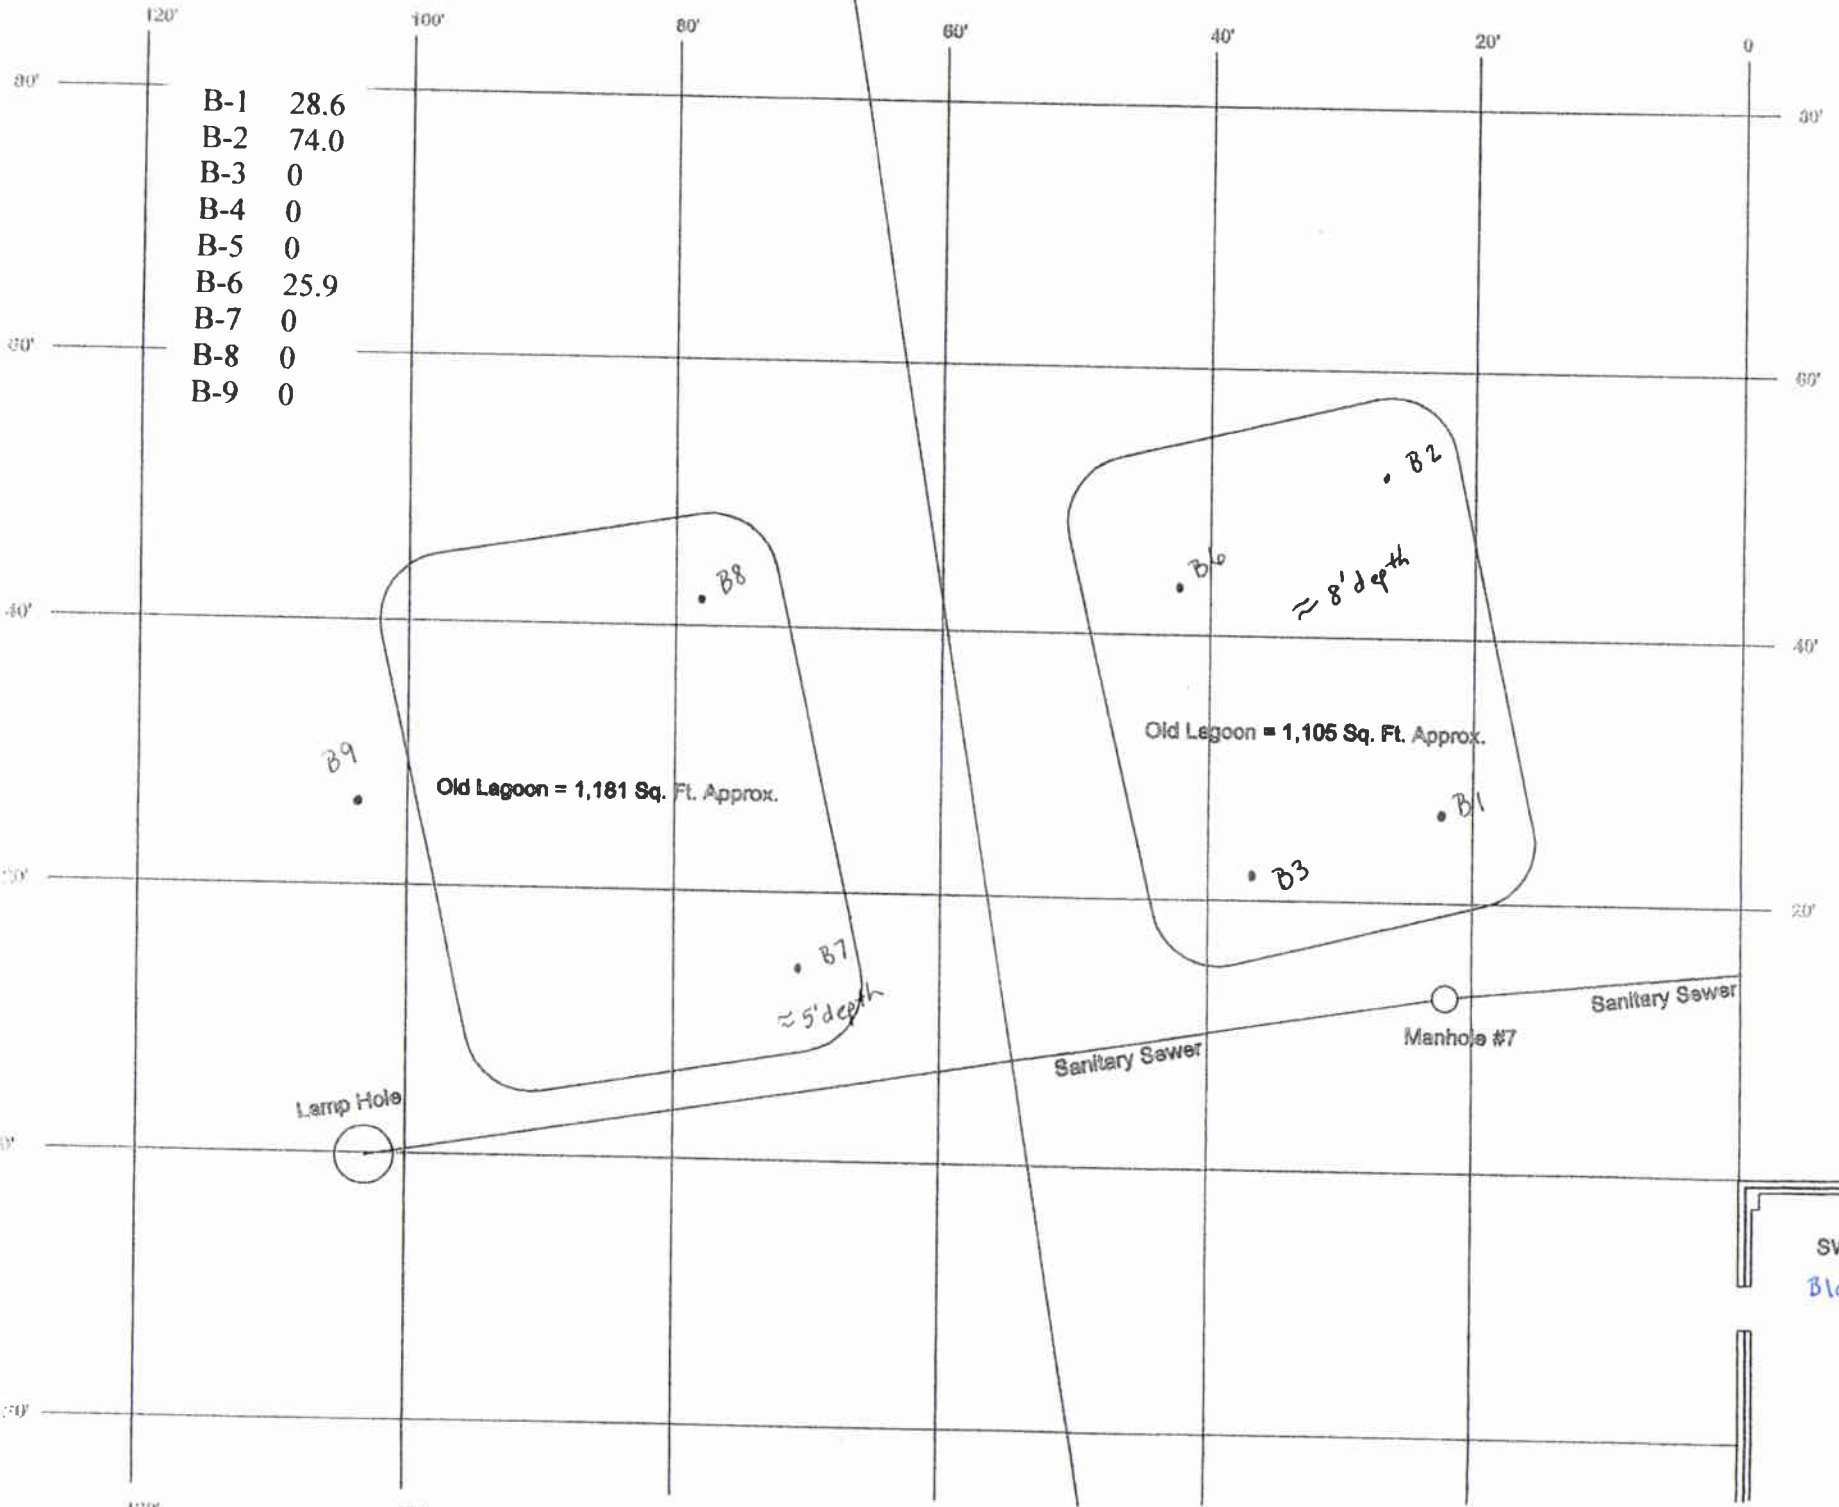 120'
100'
80'
60'
40'
20'
0
80'
80'
B-1 28.6
B-2 74.0
B-3 0
B-4 0
B-5 0
B-6 25.9
B-7 0
B-8 0
B-9 0
60'
B2
B6
≈ 8' depth
B8
40'
40'
Old Lagoon = 1,105 Sq. Ft. Approx.
B9
Old Lagoon = 1,181 Sq. Ft. Approx.
B1
B3
20'
B7
≈ 5' depth
Sanitary Sewer
Manhole #7
Sanitary Sewer
Lamp Hole